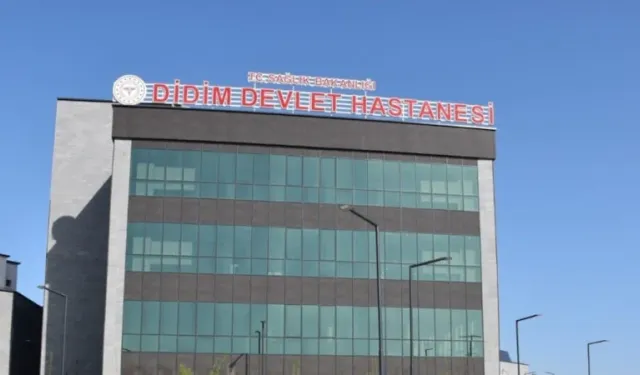 T.C. SAĞLIK BAKANLIĞI
DİDİM DEVLET HASTANESİ